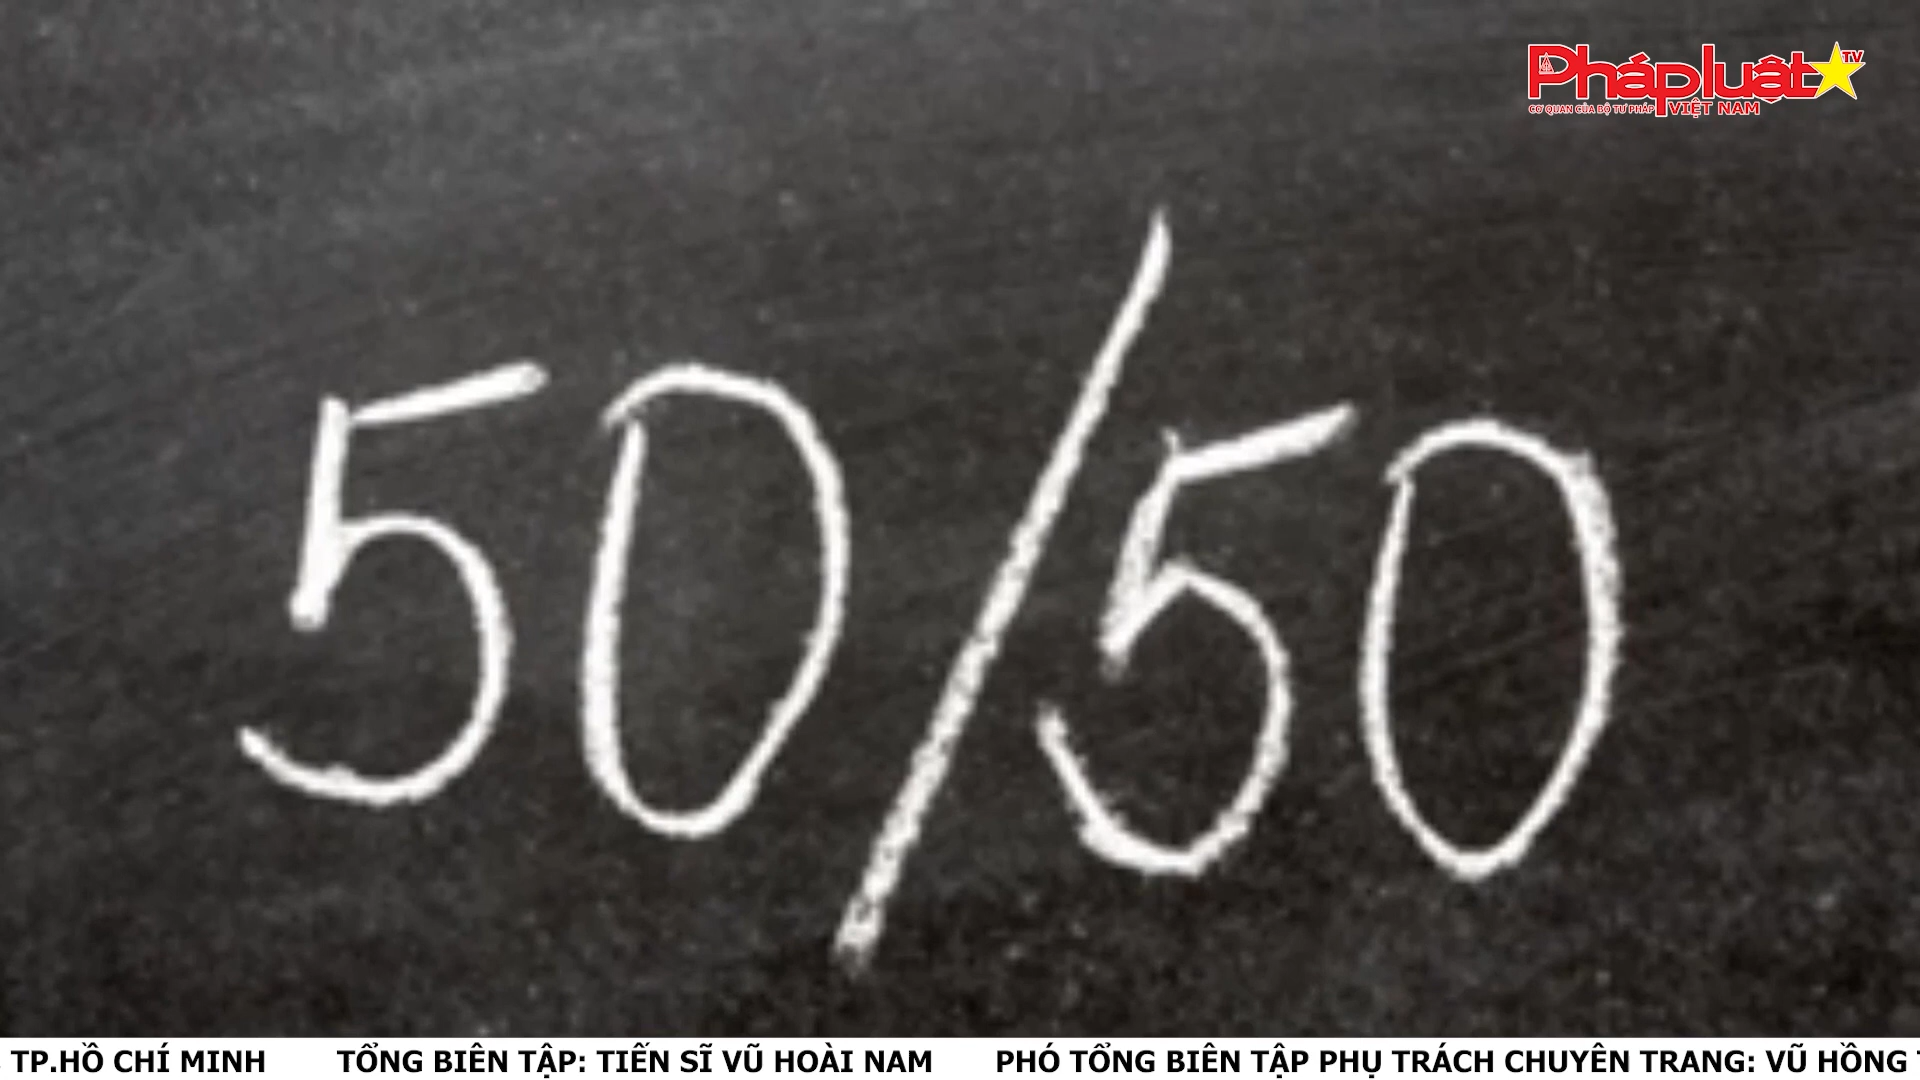 Phápluật TV
CƠ QUAN CỦA BỘ TƯ PHÁP VIỆT NAM
50/50
TP.HỒ CHÍ MINH TỔNG BIÊN TẬP: TIẾN SĨ VŨ HOÀI NAM PHÓ TỔNG BIÊN TẬP PHỤ TRÁCH CHUYÊN TRANG: VŨ HỒNG